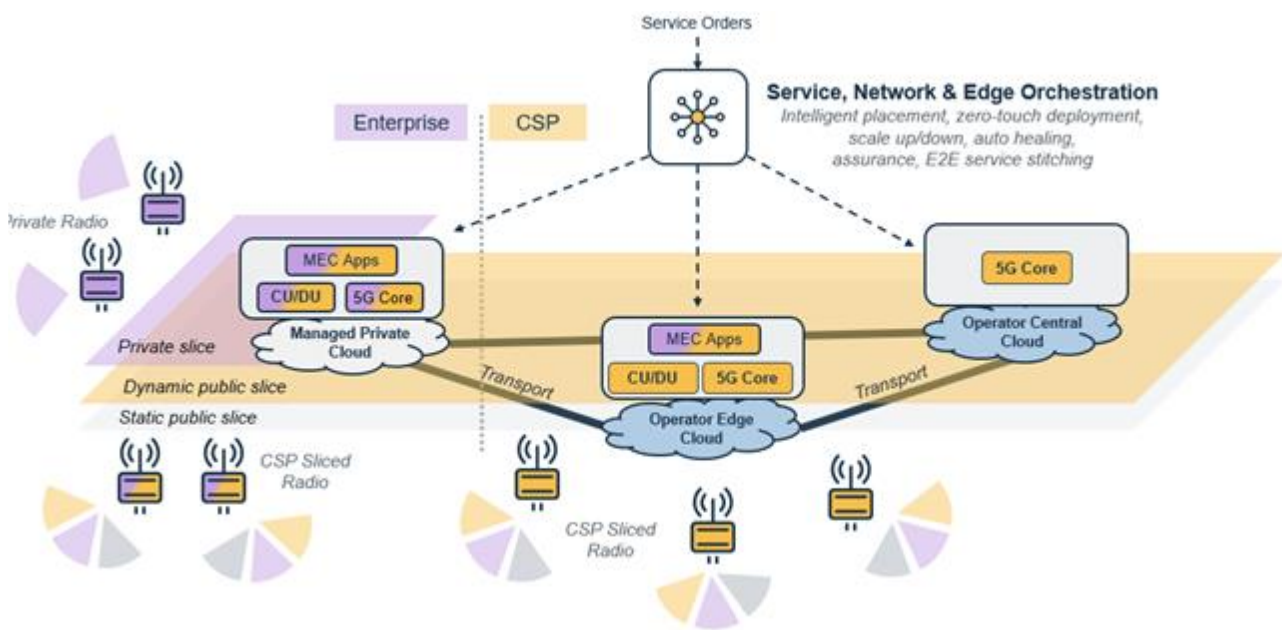 Service Orders
Service, Network & Edge Orchestration
Intelligent placement, zero-touch deployment,
scale up/down, auto healing,
assurance, E2E service stitching
Enterprise
CSP
Private Radio
MEC Apps
CU/DU
5G Core
Managed Private
Cloud
5G Core
Operator Central
Cloud
MEC Apps
CU/DU
5G Core
Operator Edge
Cloud
Private slice
Dynamic public slice
Static public slice
Transport
Transport
CSP Sliced
Radio
CSP Sliced
Radio